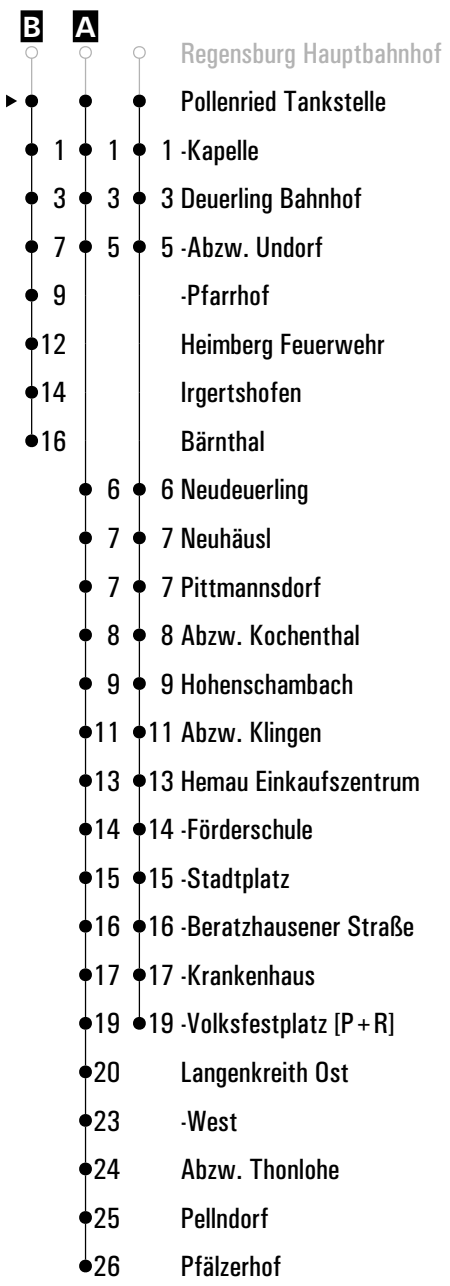 B A
Regensburg Hauptbahnhof
Pollenried Tankstelle
1 1 1 -Kapelle
3 3 3 Deuerling Bahnhof
7 5 5 -Abzw. Undorf
9 -Pfarrhof
12 Heimberg Feuerwehr
14 Irgertshofen
16 Bärnthal
6 6 Neudeuerling
7 7 Neuhäusl
7 7 Pittmannsdorf
8 8 Abzw. Kochenthal
9 9 Hohenschambach
11 11 Abzw. Klingen
13 13 Hemau Einkaufszentrum
14 14 -Förderschule
15 15 -Stadtplatz
16 16 -Beratzhausener Straße
17 17 -Krankenhaus
19 19 -Volksfestplatz [P+R]
20 Langenkreith Ost
23 -West
24 Abzw. Thonlohe
25 Pellndorf
26 Pfälzerhof